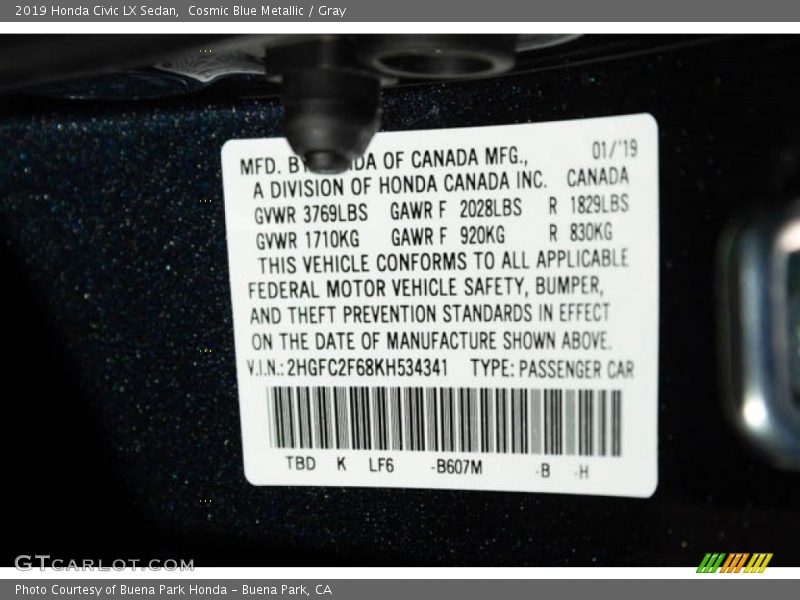 2019 Honda Civic LX Sedan, Cosmic Blue Metallic / Gray
01/'19
MFD. BY DA OF CANADA MFG.,
A DIVISION OF HONDA CANADA INC. CANADA
GVWR 3769LBS GAWR F 2028LBS R 1829LBS
GVWR 1710KG GAWR F 920KG R 830KG
THIS VEHICLE CONFORMS TO ALL APPLICABLE
FEDERAL MOTOR VEHICLE SAFETY, BUMPER,
AND THEFT PREVENTION STANDARDS IN EFFECT
ON THE DATE OF MANUFACTURE SHOWN ABOVE.
V.I.N.: 2HGFC2F68KH534341 TYPE: PASSENGER CAR
TBD K LF6 -B607M -B -H
GTCARLOT.COM
Photo Courtesy of Buena Park Honda – Buena Park, CA